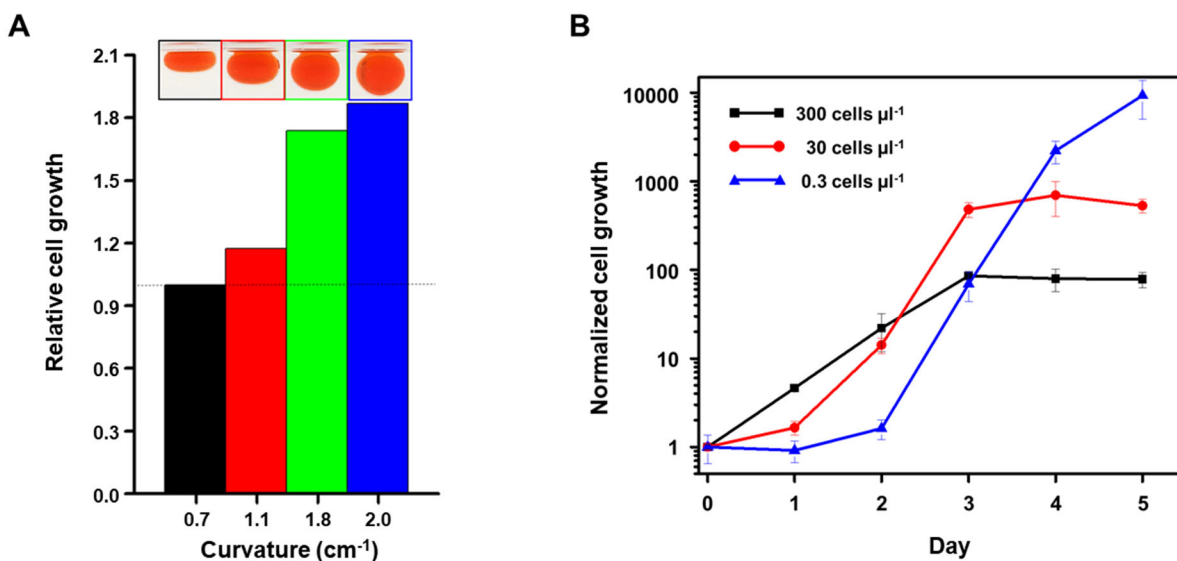 A
Relative cell growth
2.1
1.8
1.5
1.2
0.9
0.6
0.3
0.0
0.7 1.1 1.8 2.0
Curvature (cm⁻¹)
B
Normalized cell growth
10000
1000
100
10
1
300 cells µl⁻¹
30 cells µl⁻¹
0.3 cells µl⁻¹
0 1 2 3 4 5
Day